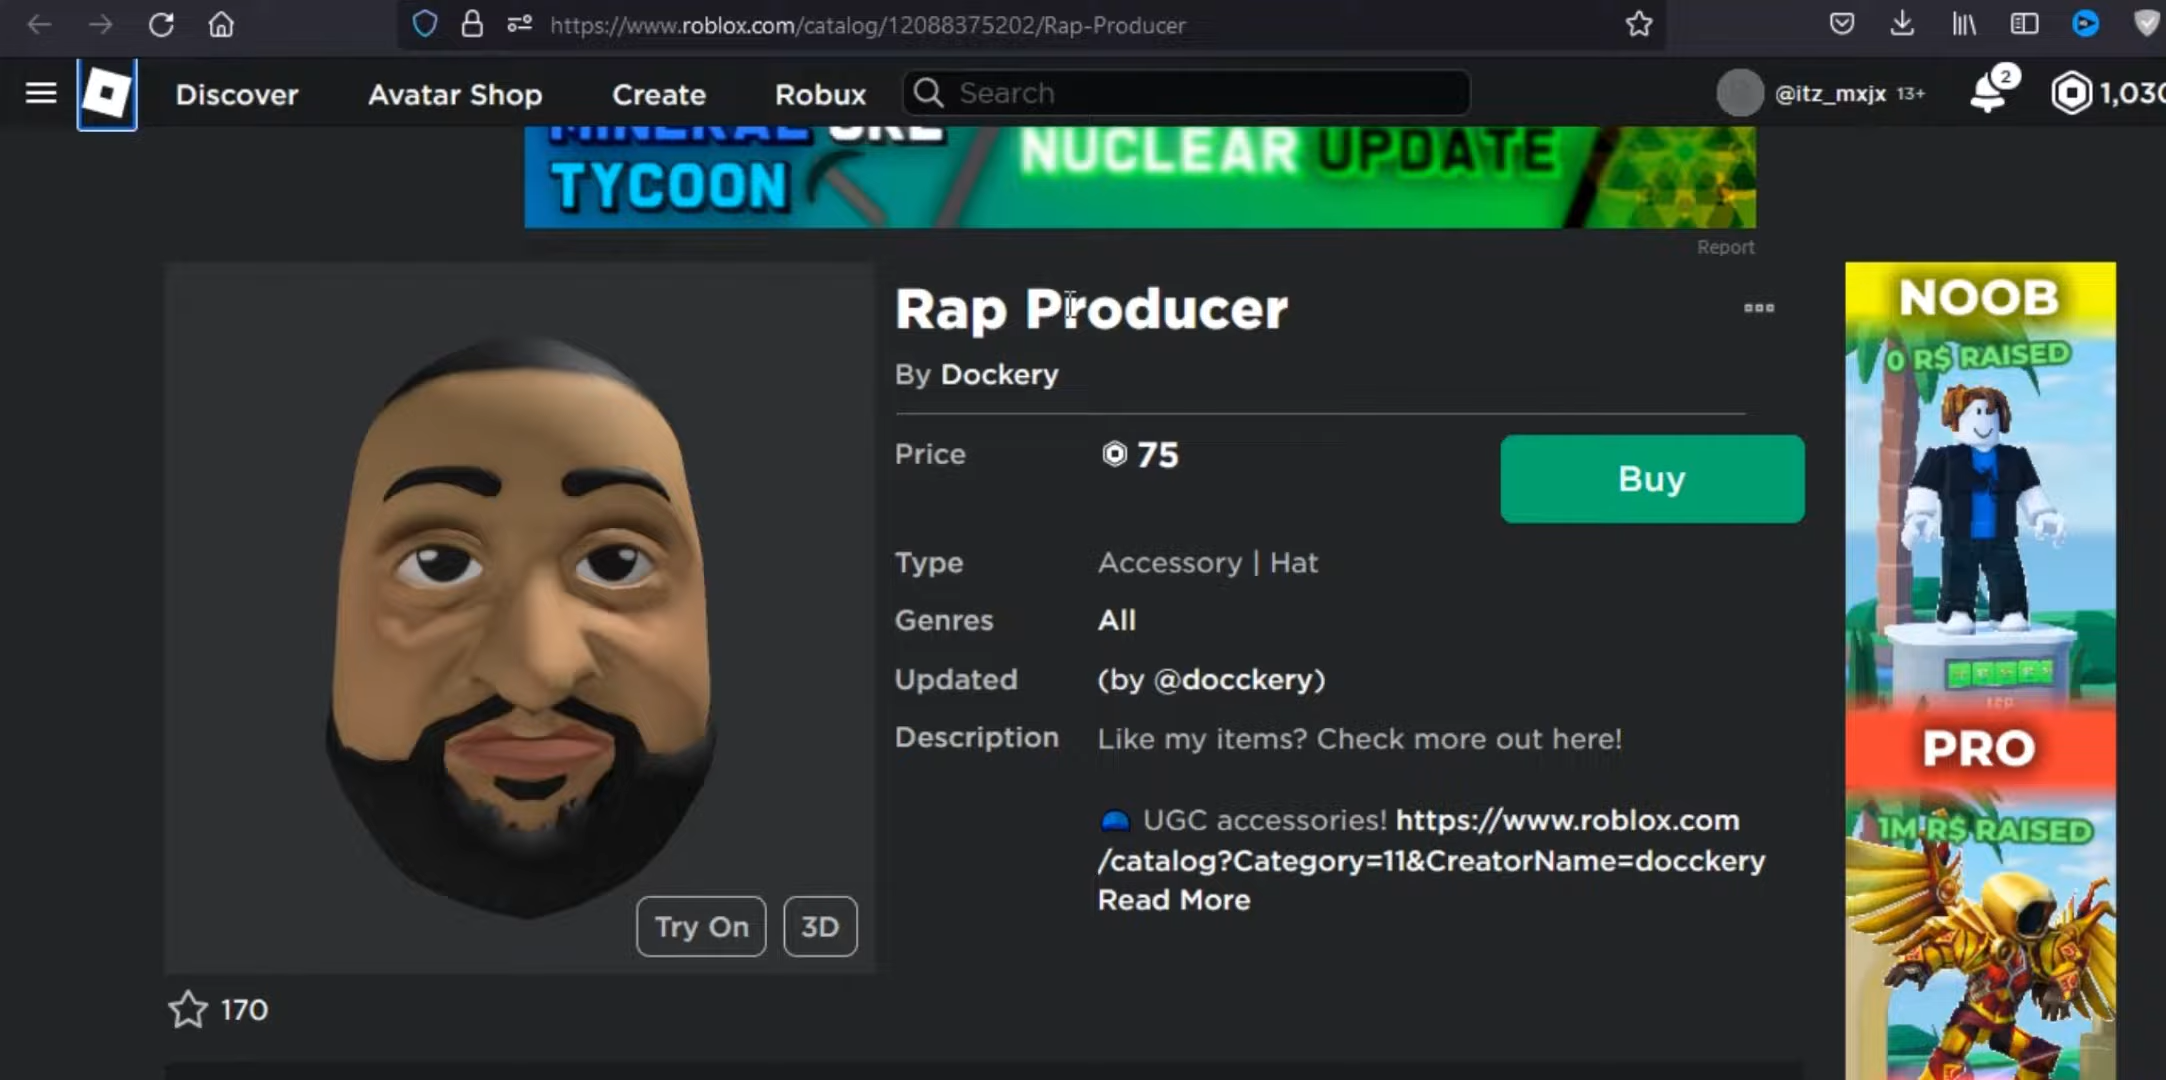 https://www.roblox.com/catalog/12088375202/Rap-Producer
Discover
Avatar Shop
Create
Robux
Search
@itz_mxjx 13+
2
MINERAL ORE
TYCOON
NUCLEAR UPDATE
Report
Rap Producer
By Dockery
Price
75
Buy
Type
Accessory | Hat
Genres
All
Updated
(by @docckery)
Description
Like my items? Check more out here!
UGC accessories! https://www.roblox.com
/catalog?Category=11&CreatorName=docckery
Read More
Try On
3D
170
NOOB
0 R$ RAISED
PRO
1M R$ RAISED